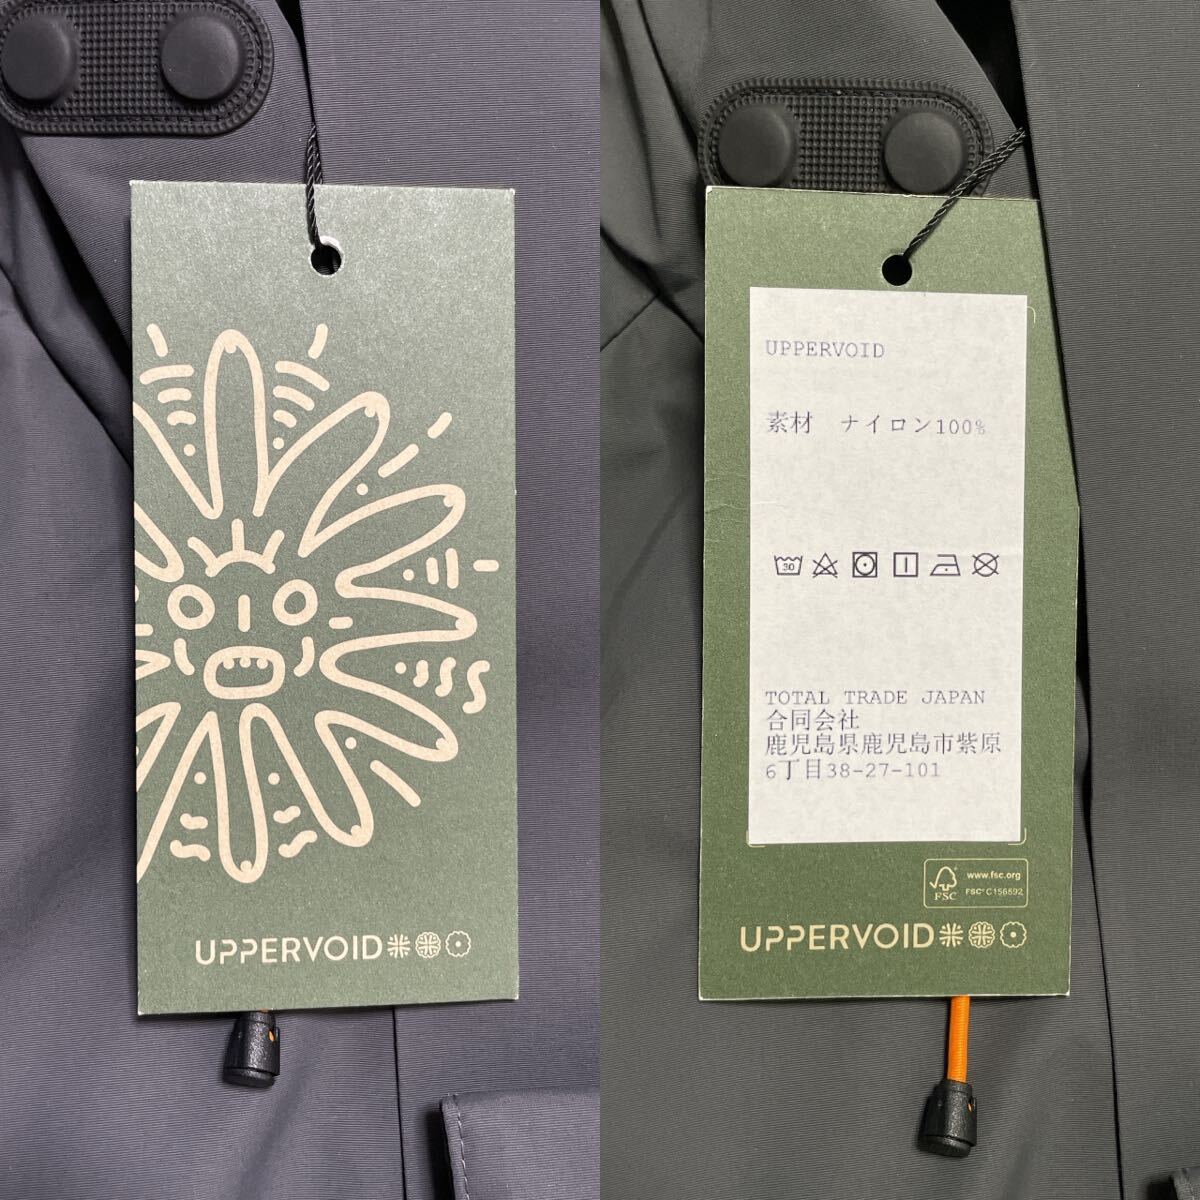 UPPERVOID
UPPERVOID
素材　ナイロン100%
30
TOTAL TRADE JAPAN
合同会社
鹿児島県鹿児島市紫原
6丁目38-27-101
FSC
www.fsc.org
FSC® C156592
UPPERVOID